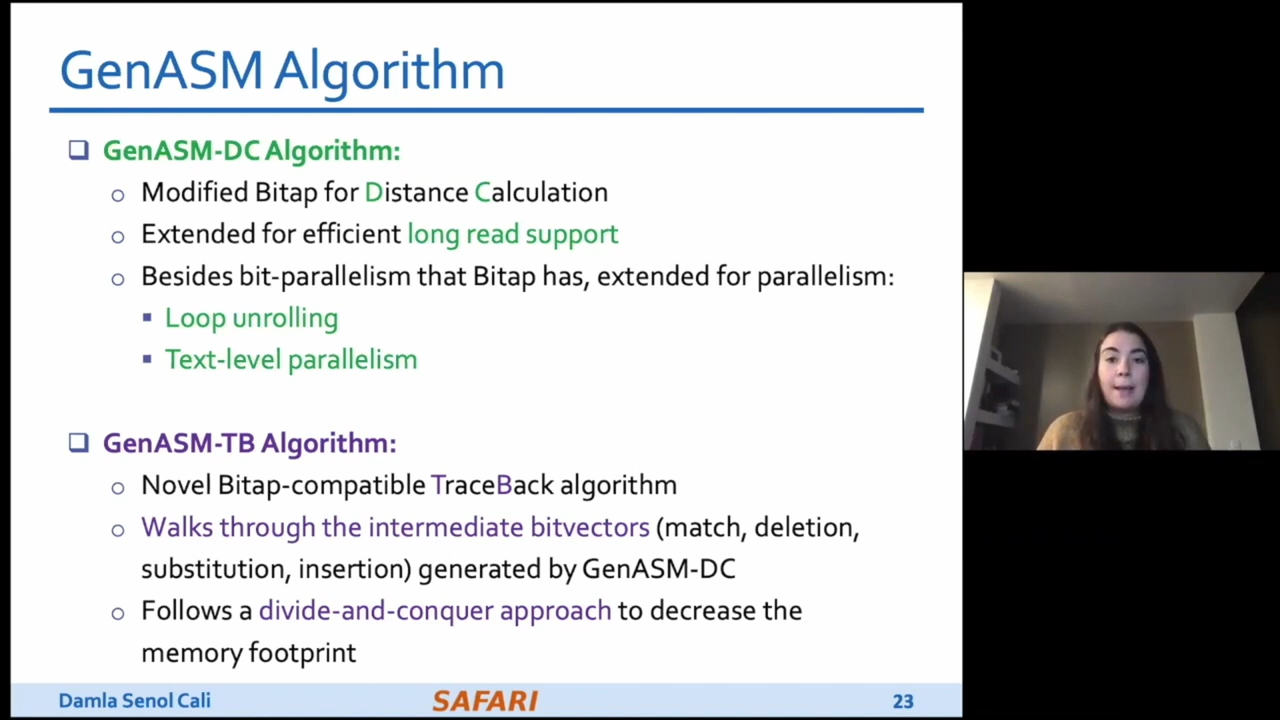 GenASM Algorithm
GenASM-DC Algorithm:
Modified Bitap for Distance Calculation
Extended for efficient long read support
Besides bit-parallelism that Bitap has, extended for parallelism:
Loop unrolling
Text-level parallelism
GenASM-TB Algorithm:
Novel Bitap-compatible TraceBack algorithm
Walks through the intermediate bitvectors (match, deletion,
substitution, insertion) generated by GenASM-DC
Follows a divide-and-conquer approach to decrease the
memory footprint
Damla Senol Cali SAFARI 23